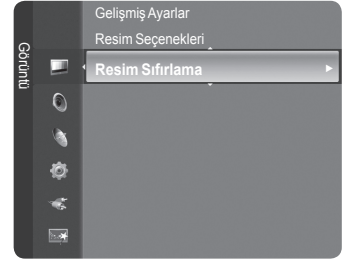 Görüntü
Gelişmiş Ayarlar
Resim Seçenekleri
Resim Sıfırlama